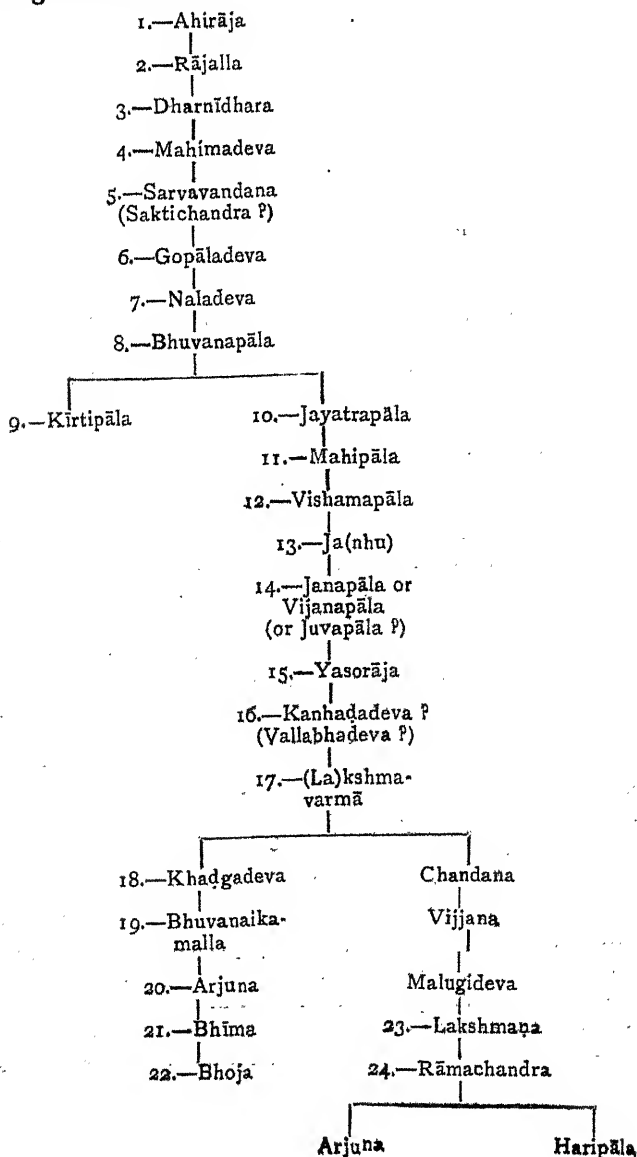 1.—Ahirāja
2.—Rājalla
3.—Dharnīdhara
4.—Mahimadeva
5.—Sarvavandana
(Saktichandra ?)
6.—Gopāladeva
7.—Naladeva
8.—Bhuvanapāla
9.—Kīrtipāla 10.—Jayatrapāla
11.—Mahipāla
12.—Vishamapāla
13.—Ja(nhu)
14.—Janapāla or
Vijanapāla
(or Juvapāla ?)
15.—Yasorāja
16.—Kanhaḍadeva ?
(Vallabhadeva ?)
17.—(La)kshma-
varmā
18.—Khaḍgadeva Chandana
19.—Bhuvanaika- Vijjana
malla
20.—Arjuna Malugideva
21.—Bhīma 23.—Lakshmaṇa
22.—Bhoja 24.—Rāmachandra
Arjuna Haripāla